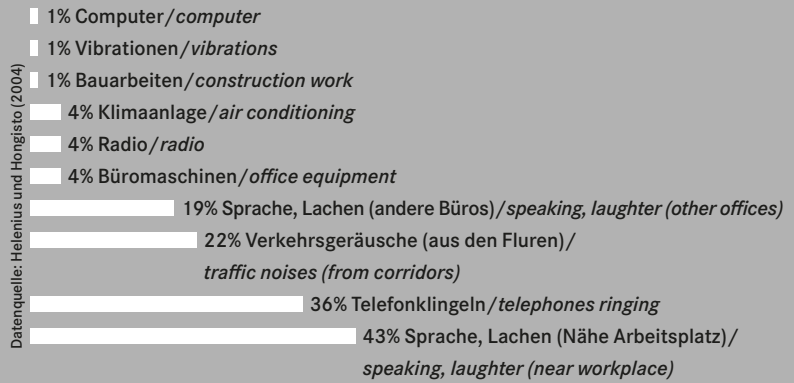 1% Computer/computer
1% Vibrationen/vibrations
1% Bauarbeiten/construction work
4% Klimaanlage/air conditioning
4% Radio/radio
4% Büromaschinen/office equipment
19% Sprache, Lachen (andere Büros)/speaking, laughter (other offices)
22% Verkehrsgeräusche (aus den Fluren)/
traffic noises (from corridors)
36% Telefonklingeln/telephones ringing
43% Sprache, Lachen (Nähe Arbeitsplatz)/
speaking, laughter (near workplace)
Datenquelle: Helenius und Hongisto (2004)